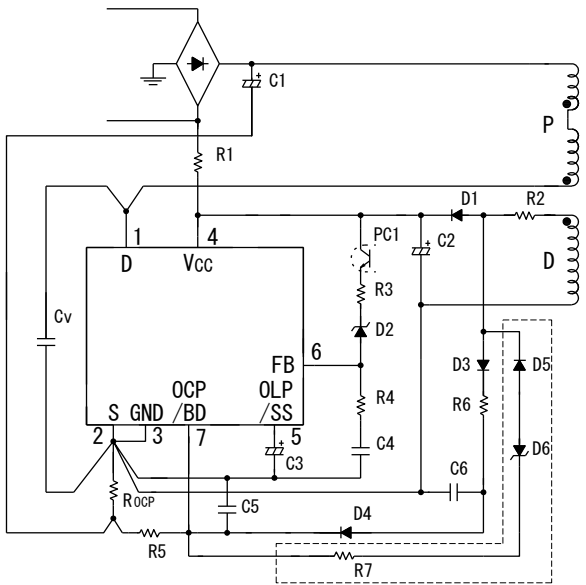 C1
P
R1
D1
R2
PC1
C2
1
4
D
VCC
R3
D
Cv
D2
6
FB
D3
D5
R4
R6
OCP
/BD
OLP
/SS
S
GND
2
3
7
5
C3
C4
D6
ROCP
C6
C5
D4
R5
R7